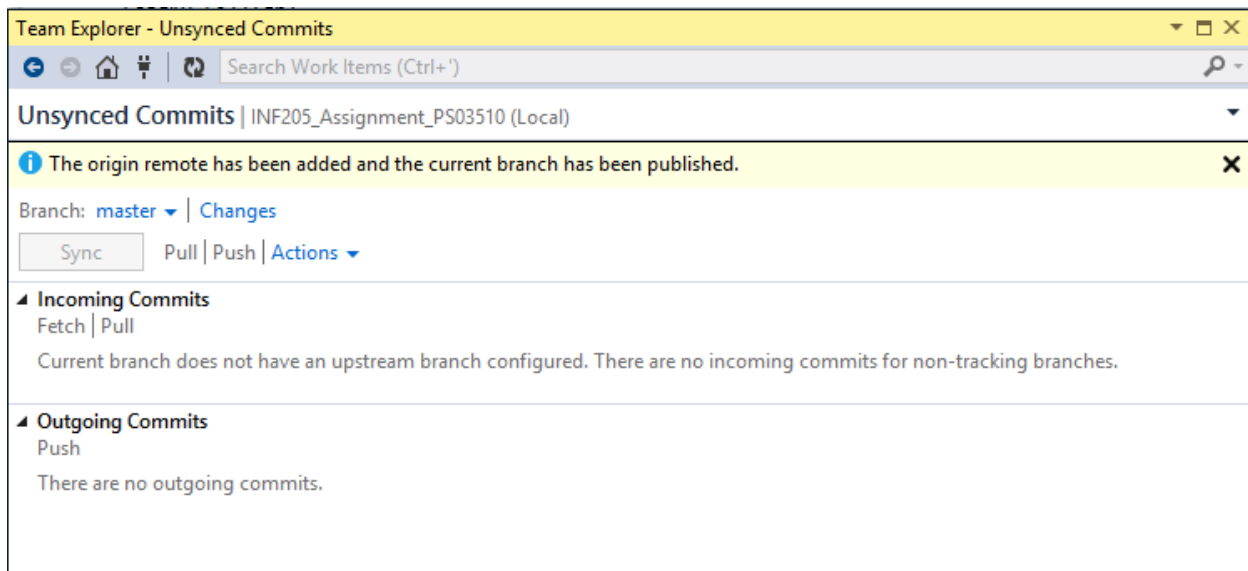 Team Explorer - Unsynced Commits
Search Work Items (Ctrl+')
Unsynced Commits | INF205_Assignment_PS03510 (Local)
The origin remote has been added and the current branch has been published.
Branch: master | Changes
Sync Pull | Push | Actions
Incoming Commits
Fetch | Pull
Current branch does not have an upstream branch configured. There are no incoming commits for non-tracking branches.
Outgoing Commits
Push
There are no outgoing commits.